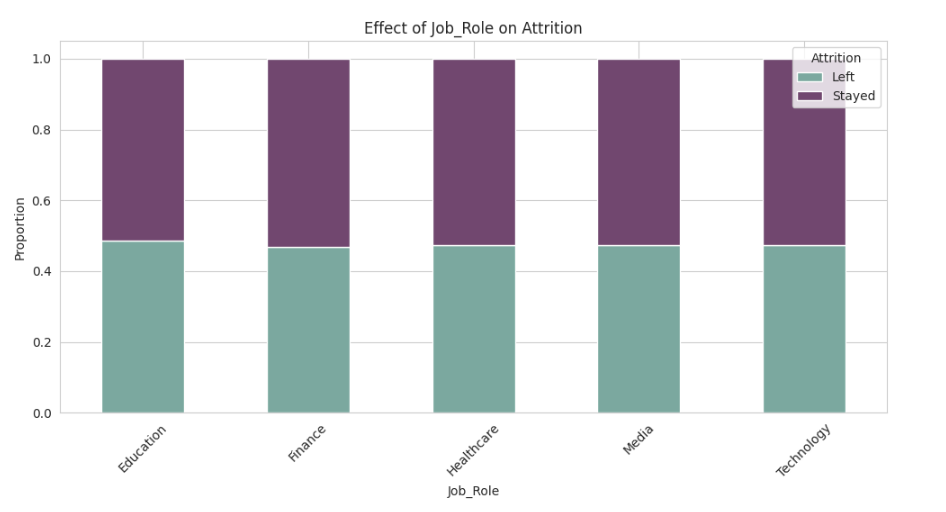 Effect of Job_Role on Attrition
Attrition
Left
Stayed
Proportion
1.0
0.8
0.6
0.4
0.2
0.0
Education
Finance
Healthcare
Media
Technology
Job_Role